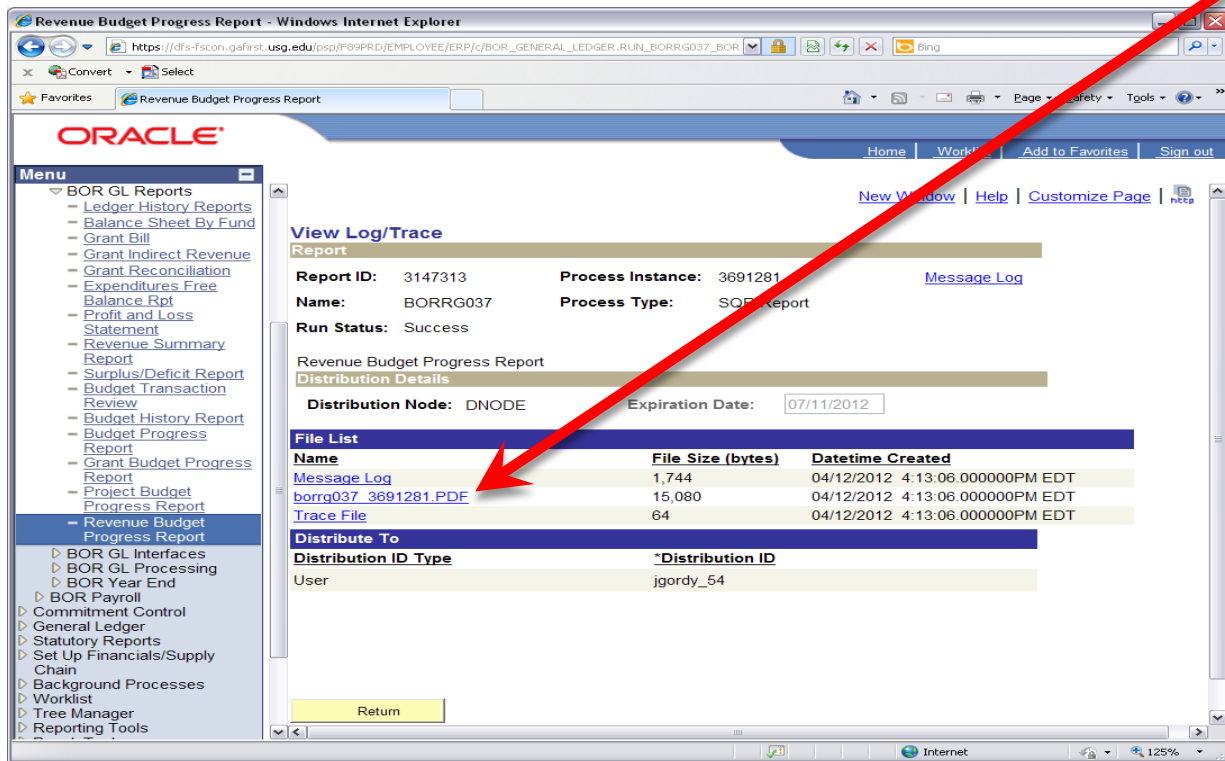 Revenue Budget Progress Report - Windows Internet Explorer
https://dfs-fscon.gafirst.usg.edu/psp/F89PRD/EMPLOYEE/ERP/c/BOR_GENERAL_LEDGER.RUN_BORRG037_BOR
Bing
x Convert Select
Favorites Revenue Budget Progress Report Page Safety Tools
ORACLE
Home Worklist Add to Favorites Sign out
Menu
New Window | Help | Customize Page | http
BOR GL Reports
Ledger History Reports
Balance Sheet By Fund
Grant Bill
Grant Indirect Revenue
Grant Reconciliation
Expenditures Free
Balance Rpt
Profit and Loss
Statement
Revenue Summary
Report
Surplus/Deficit Report
Budget Transaction
Review
Budget History Report
Budget Progress
Report
Grant Budget Progress
Report
Project Budget
Progress Report
Revenue Budget
Progress Report
BOR GL Interfaces
BOR GL Processing
BOR Year End
BOR Payroll
Commitment Control
General Ledger
Statutory Reports
Set Up Financials/Supply
Chain
Background Processes
Worklist
Tree Manager
Reporting Tools
View Log/Trace
Report
Report ID: 3147313 Process Instance: 3691281 Message Log
Name: BORRG037 Process Type: SQR Report
Run Status: Success
Revenue Budget Progress Report
Distribution Details
Distribution Node: DNODE Expiration Date: 07/11/2012
File List
Name File Size (bytes) Datetime Created
Message Log 1,744 04/12/2012 4:13:06.000000PM EDT
borrg037_3691281.PDF 15,080 04/12/2012 4:13:06.000000PM EDT
Trace File 64 04/12/2012 4:13:06.000000PM EDT
Distribute To
Distribution ID Type *Distribution ID
User jgordy_54
Return
Internet 125%